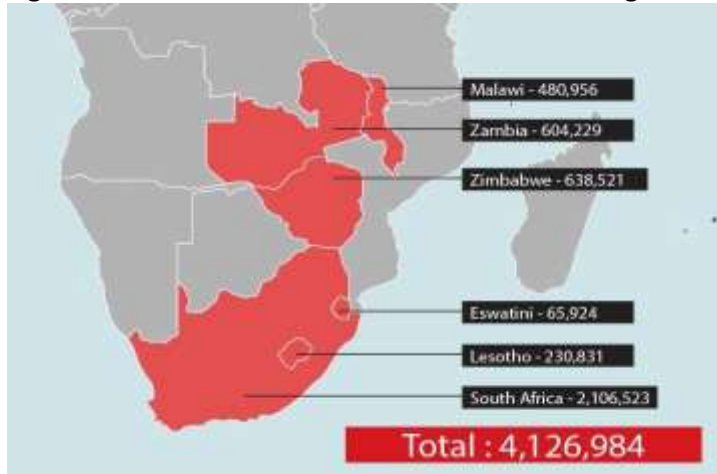 Malawi - 480,956
Zambia - 604,229
Zimbabwe - 638,521
Eswatini - 65,924
Lesotho - 230,831
South Africa - 2,106,523
Total : 4,126,984